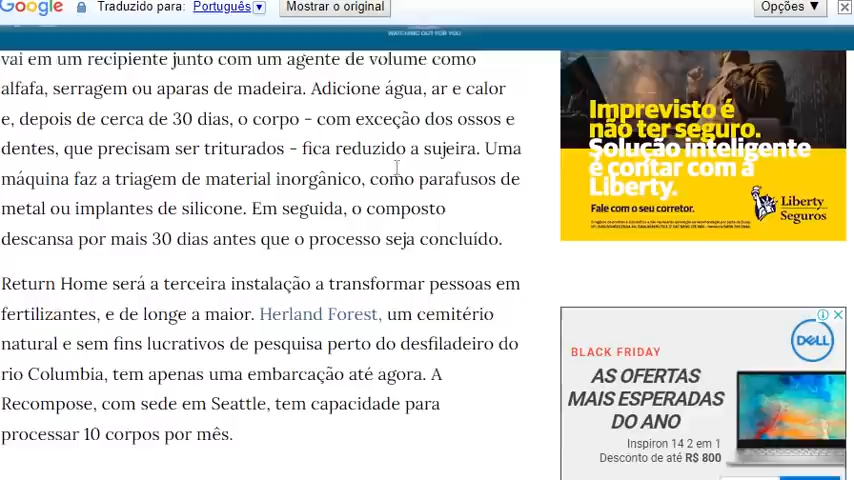 Google Traduzido para: Português Mostrar o original Opções
WATCHING OUT FOR YOU
vai em um recipiente junto com um agente de volume como
alfafa, serragem ou aparas de madeira. Adicione água, ar e calor
e, depois de cerca de 30 dias, o corpo - com exceção dos ossos e
dentes, que precisam ser triturados - fica reduzido a sujeira. Uma
máquina faz a triagem de material inorgânico, como parafusos de
metal ou implantes de silicone. Em seguida, o composto
descansa por mais 30 dias antes que o processo seja concluído.
Return Home será a terceira instalação a transformar pessoas em
fertilizantes, e de longe a maior. Herland Forest, um cemitério
natural e sem fins lucrativos de pesquisa perto do desfiladeiro do
rio Columbia, tem apenas uma embarcação até agora. A
Recompose, com sede em Seattle, tem capacidade para
processar 10 corpos por mês.
Imprevisto é
não ter seguro.
Solução inteligente
é contar com a
Liberty.
Fale com o seu corretor.
Liberty
Seguros
DELL
BLACK FRIDAY
AS OFERTAS
MAIS ESPERADAS
DO ANO
Inspiron 14 2 em 1
Desconto de até R$ 800